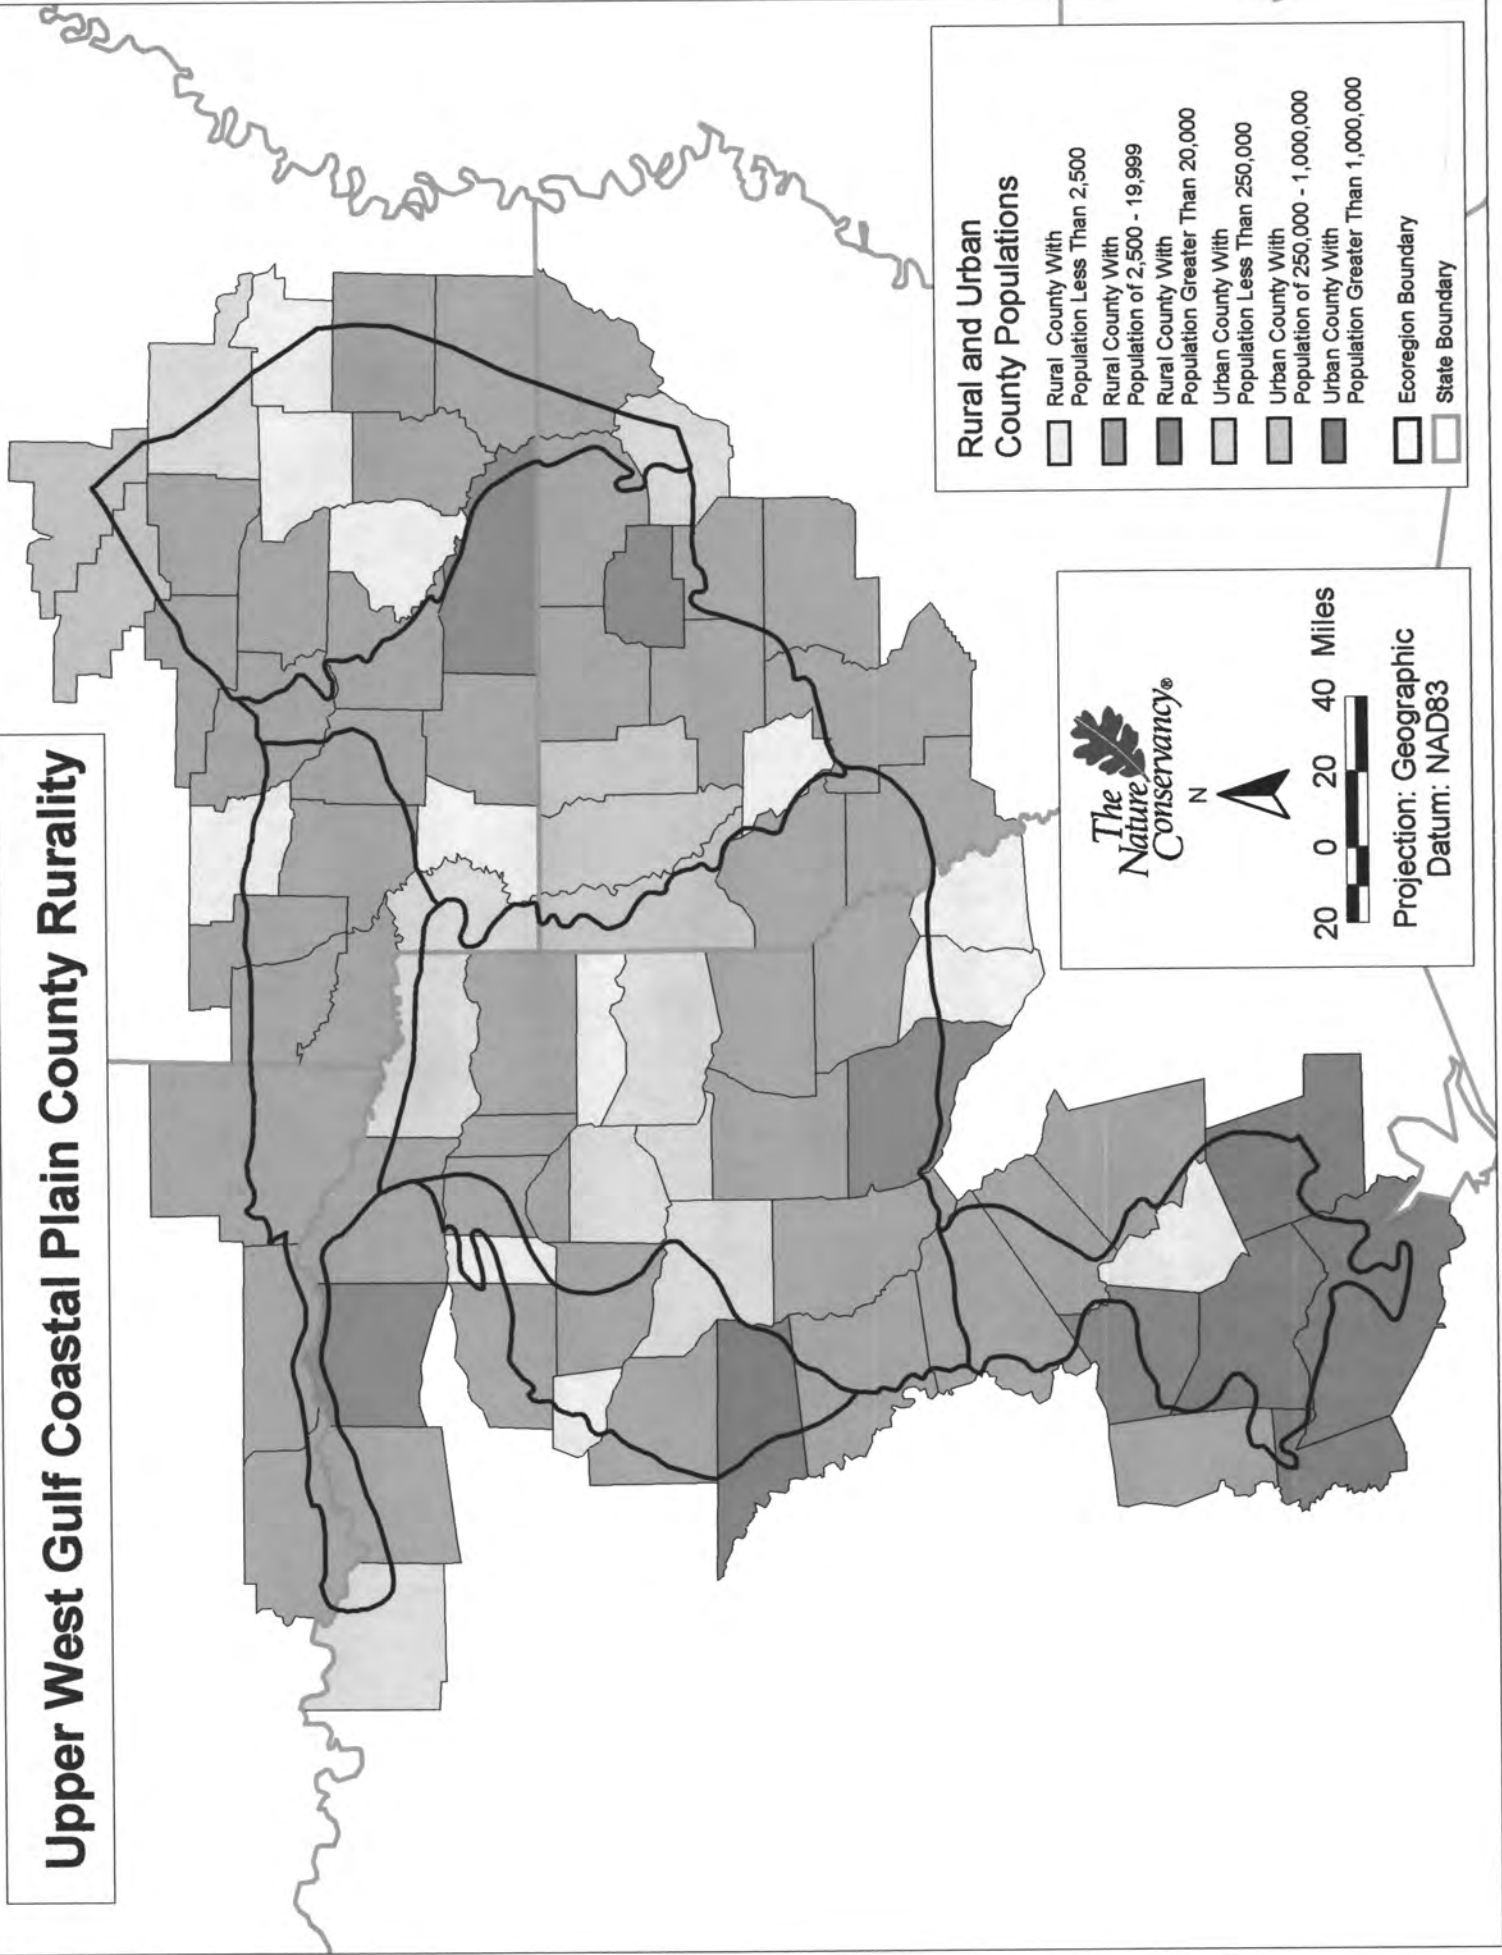 Upper West Gulf Coastal Plain County Rurality
Rural and Urban
County Populations
Rural County With
Population Less Than 2,500
Rural County With
Population of 2,500 - 19,999
Rural County With
Population Greater Than 20,000
Urban County With
Population Less Than 250,000
Urban County With
Population of 250,000 - 1,000,000
Urban County With
Population Greater Than 1,000,000
Ecoregion Boundary
State Boundary
The
Nature
Conservancy®
N
20 0 20 40 Miles
Projection: Geographic
Datum: NAD83